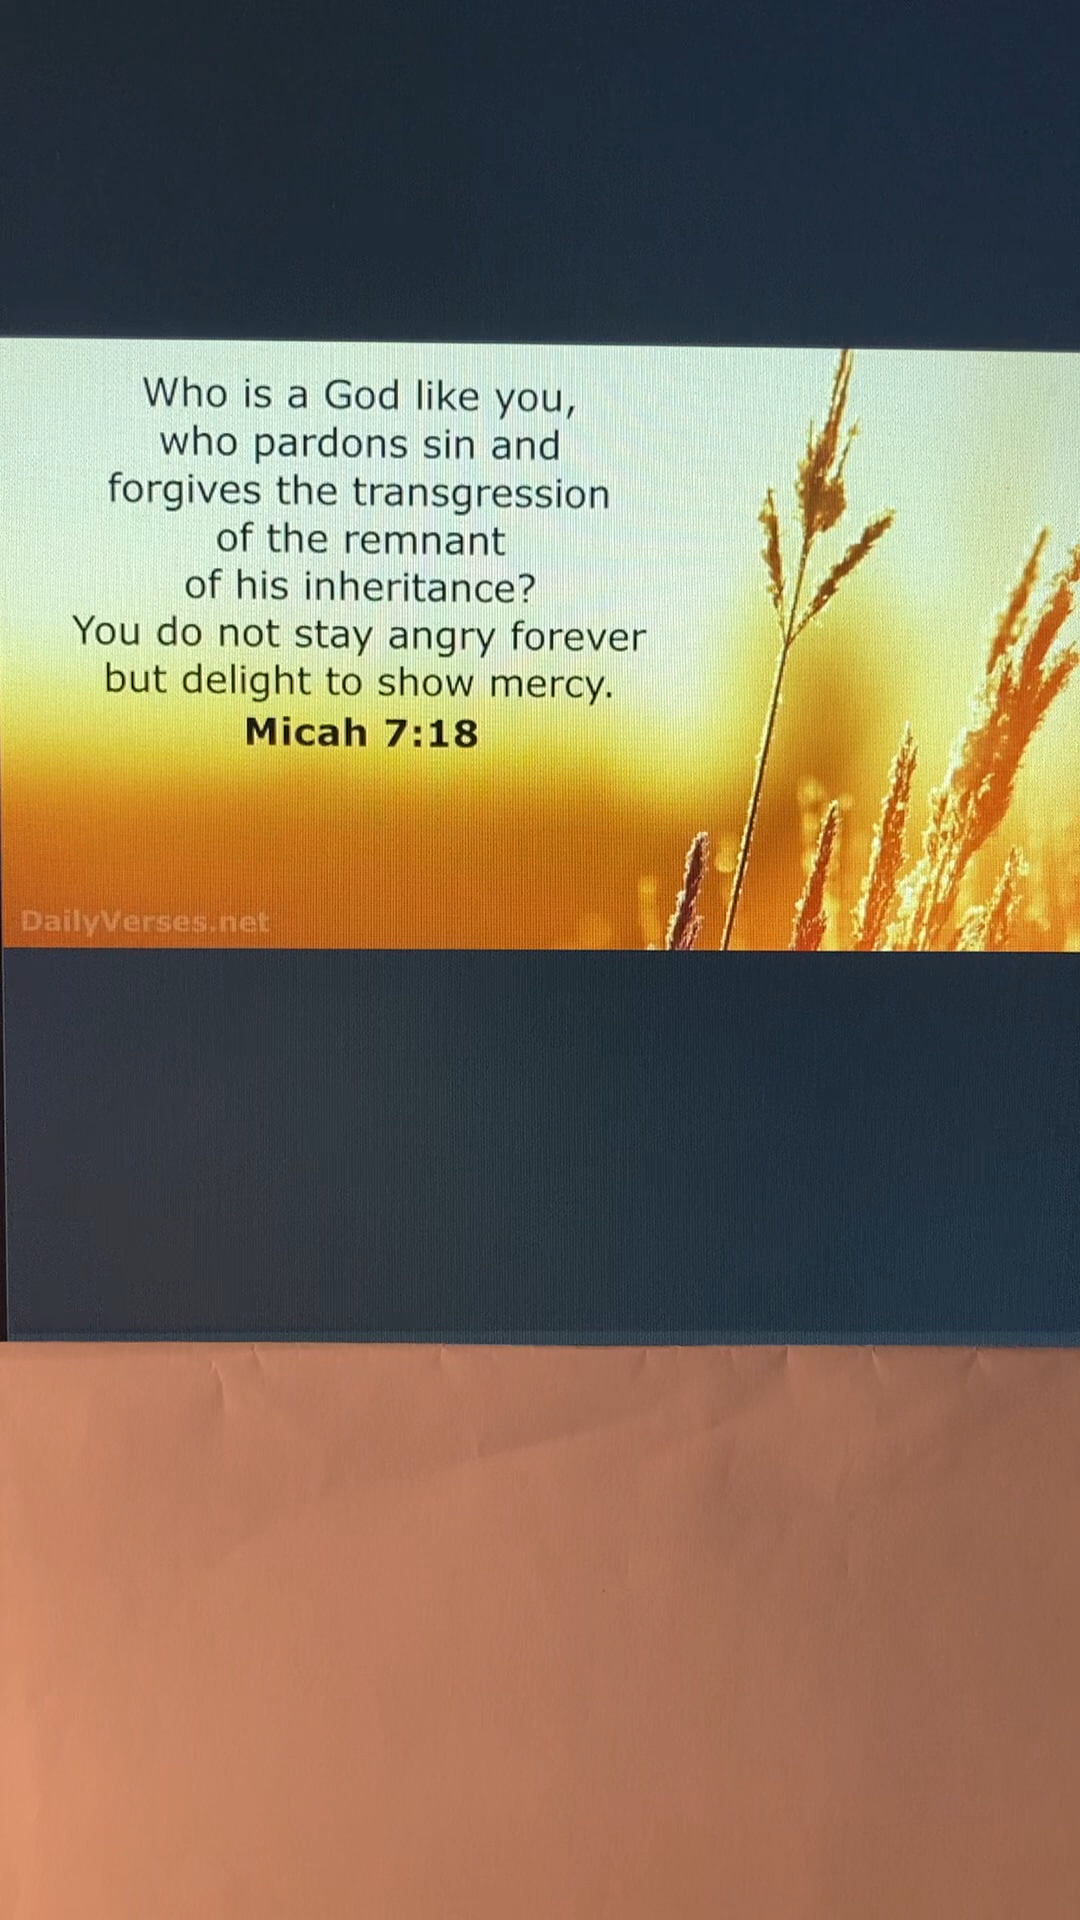 Who is a God like you,
who pardons sin and
forgives the transgression
of the remnant
of his inheritance?
You do not stay angry forever
but delight to show mercy.
Micah 7:18
DailyVerses.net